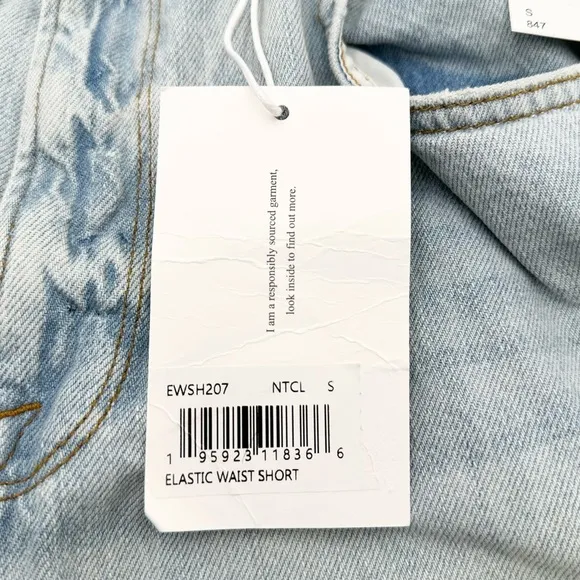 S
847
I am a responsibly sourced garment,
look inside to find out more.
EWSH207 NTCL S
1 95923 11836 6
ELASTIC WAIST SHORT